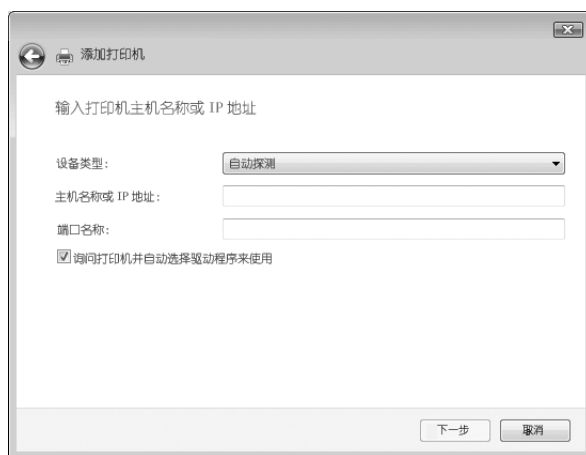 添加打印机
输入打印机主机名称或 IP 地址
设备类型: 自动探测
主机名称或 IP 地址:
端口名称:
询问打印机并自动选择驱动程序来使用
下一步 取消